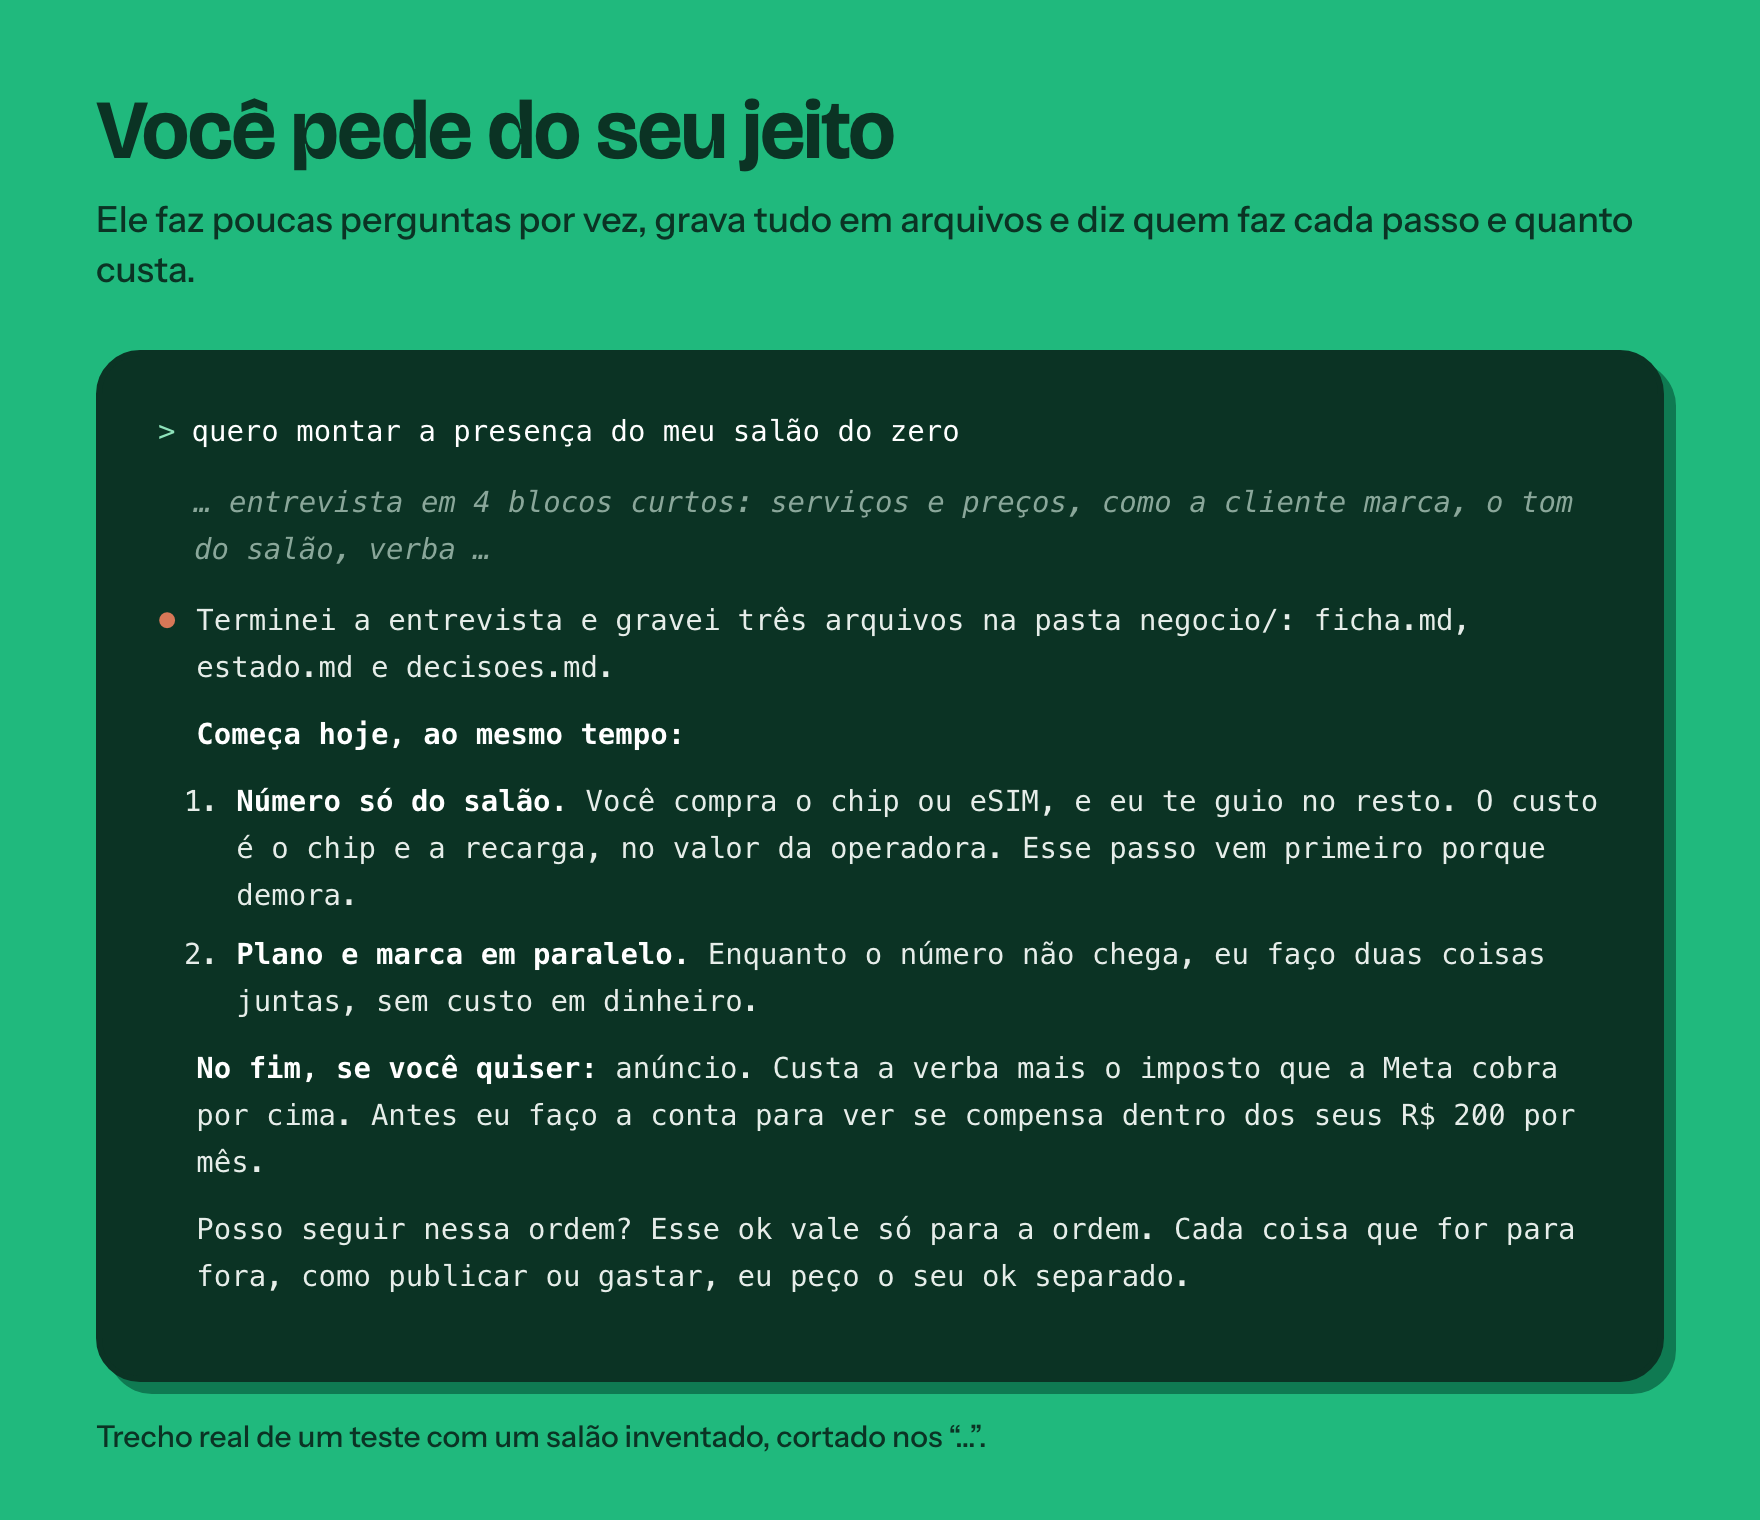 Você pede do seu jeito
Ele faz poucas perguntas por vez, grava tudo em arquivos e diz quem faz cada passo e quanto
custa.
> quero montar a presença do meu salão do zero
… entrevista em 4 blocos curtos: serviços e preços, como a cliente marca, o tom
do salão, verba …
● Terminei a entrevista e gravei três arquivos na pasta negocio/: ficha.md,
estado.md e decisoes.md.
Começa hoje, ao mesmo tempo:
1. Número só do salão. Você compra o chip ou eSIM, e eu te guio no resto. O custo
é o chip e a recarga, no valor da operadora. Esse passo vem primeiro porque
demora.
2. Plano e marca em paralelo. Enquanto o número não chega, eu faço duas coisas
juntas, sem custo em dinheiro.
No fim, se você quiser: anúncio. Custa a verba mais o imposto que a Meta cobra
por cima. Antes eu faço a conta para ver se compensa dentro dos seus R$ 200 por
mês.
Posso seguir nessa ordem? Esse ok vale só para a ordem. Cada coisa que for para
fora, como publicar ou gastar, eu peço o seu ok separado.
Trecho real de um teste com um salão inventado, cortado nos “…”.